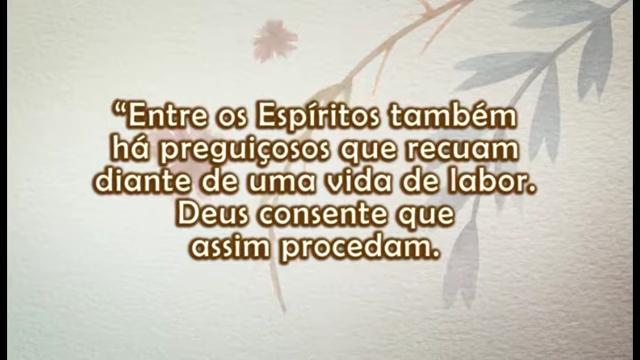 “Entre os Espíritos também
há preguiçosos que recuam
diante de uma vida de labor.
Deus consente que
assim procedam.